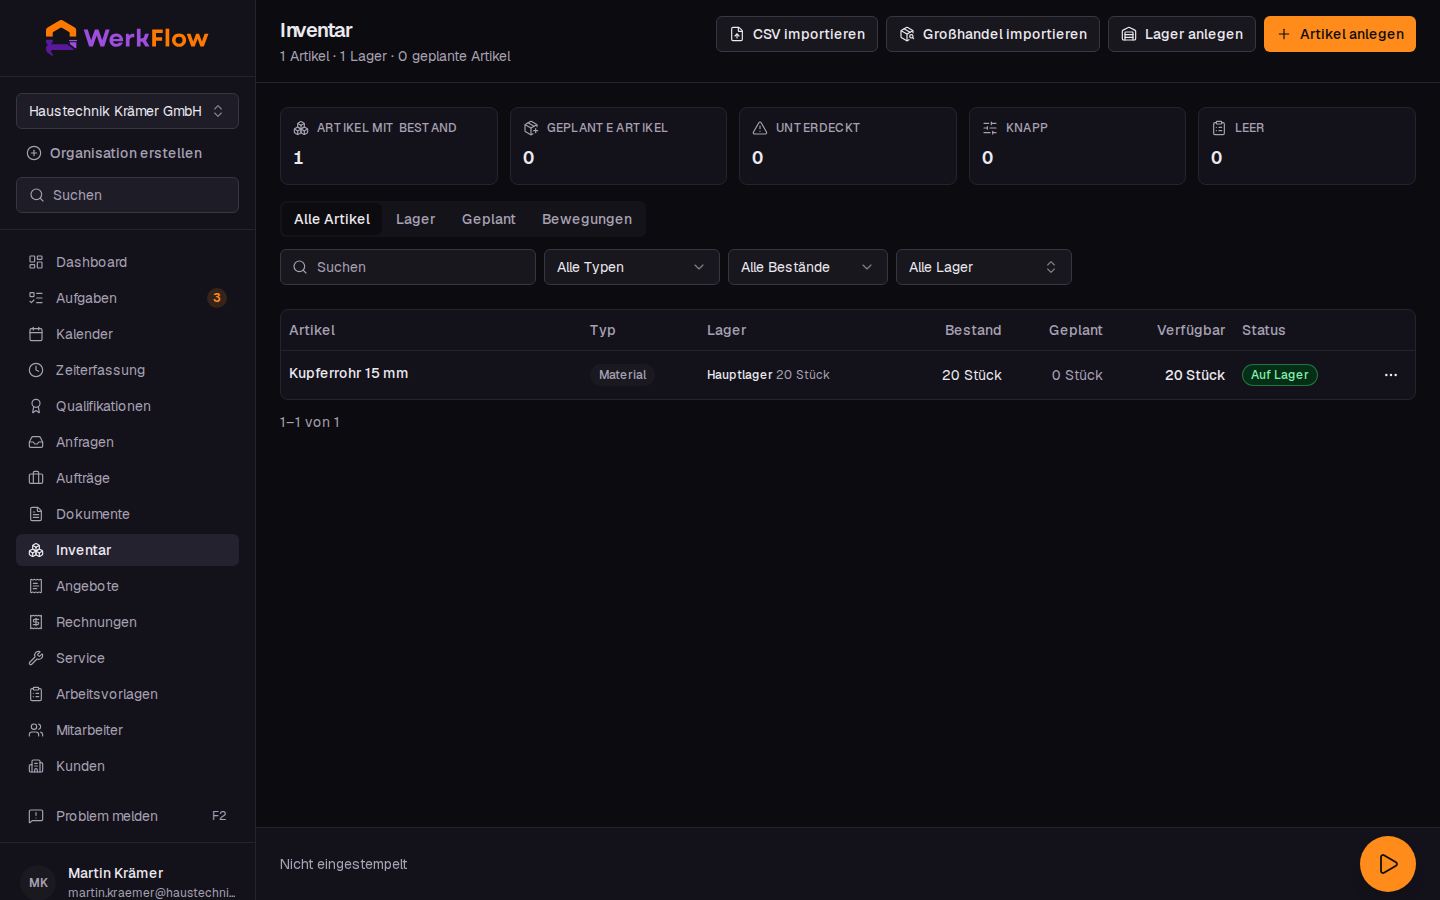 WerkFlow
Haustechnik Krämer GmbH
Organisation erstellen
Suchen
Dashboard
Aufgaben 3
Kalender
Zeiterfassung
Qualifikationen
Anfragen
Aufträge
Dokumente
Inventar
Angebote
Rechnungen
Service
Arbeitsvorlagen
Mitarbeiter
Kunden
Problem melden F2
MK Martin Krämer
martin.kraemer@haustechni...
Inventar
1 Artikel · 1 Lager · 0 geplante Artikel
CSV importieren Großhandel importieren Lager anlegen Artikel anlegen
ARTIKEL MIT BESTAND GEPLANTE ARTIKEL UNTERDECKT KNAPP LEER
1 0 0 0 0
Alle Artikel Lager Geplant Bewegungen
Suchen Alle Typen Alle Bestände Alle Lager
Artikel Typ Lager Bestand Geplant Verfügbar Status
Kupferrohr 15 mm Material Hauptlager 20 Stück 20 Stück 0 Stück 20 Stück Auf Lager
1–1 von 1
Nicht eingestempelt